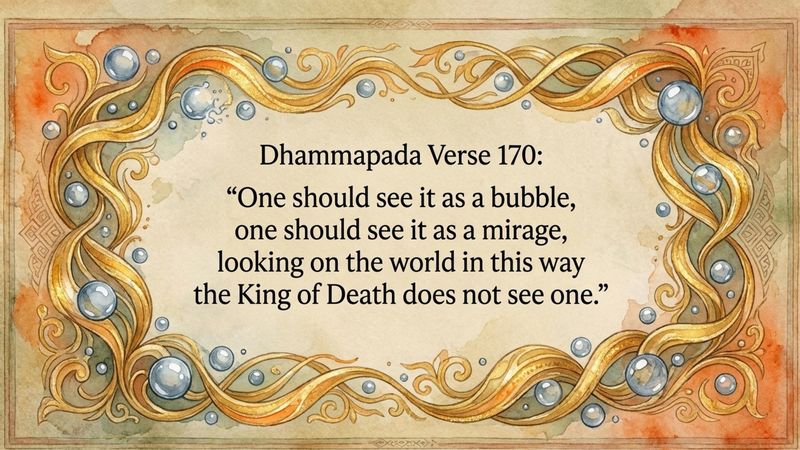 Dhammapada Verse 170:
“One should see it as a bubble,
one should see it as a mirage,
looking on the world in this way
the King of Death does not see one.”